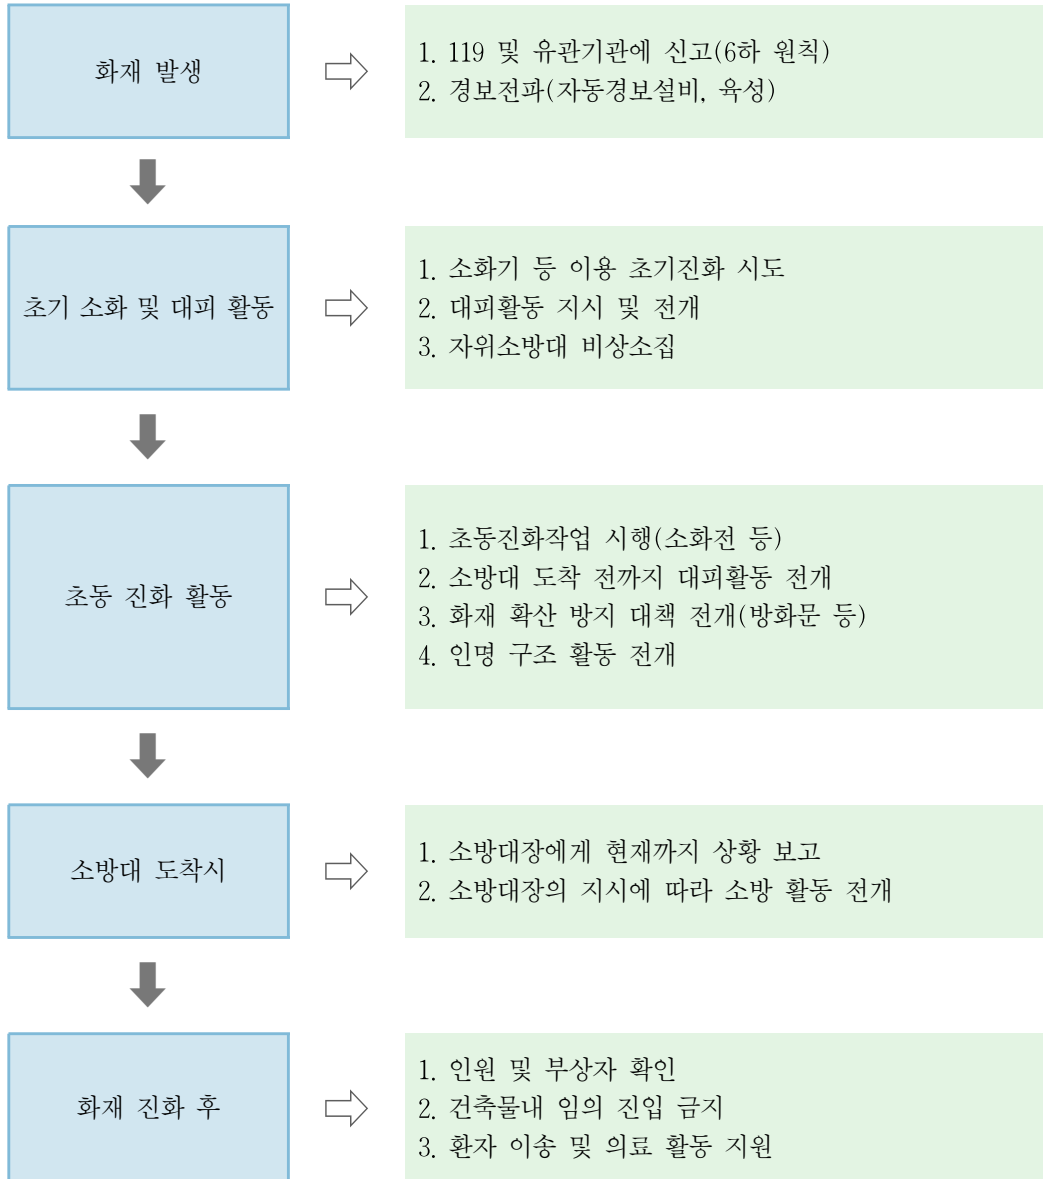 화재 발생
1. 119 및 유관기관에 신고(6하 원칙)
2. 경보전파(자동경보설비, 육성)
초기 소화 및 대피 활동
1. 소화기 등 이용 초기진화 시도
2. 대피활동 지시 및 전개
3. 자위소방대 비상소집
초동 진화 활동
1. 초동진화작업 시행(소화전 등)
2. 소방대 도착 전까지 대피활동 전개
3. 화재 확산 방지 대책 전개(방화문 등)
4. 인명 구조 활동 전개
소방대 도착시
1. 소방대장에게 현재까지 상황 보고
2. 소방대장의 지시에 따라 소방 활동 전개
화재 진화 후
1. 인원 및 부상자 확인
2. 건축물내 임의 진입 금지
3. 환자 이송 및 의료 활동 지원